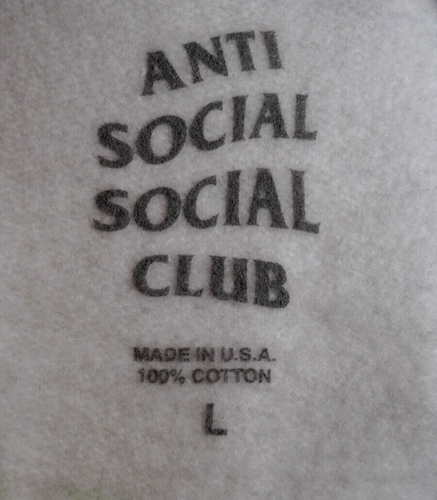 ANTI
SOCIAL
SOCIAL
CLUB
MADE IN U.S.A.
100% COTTON
L